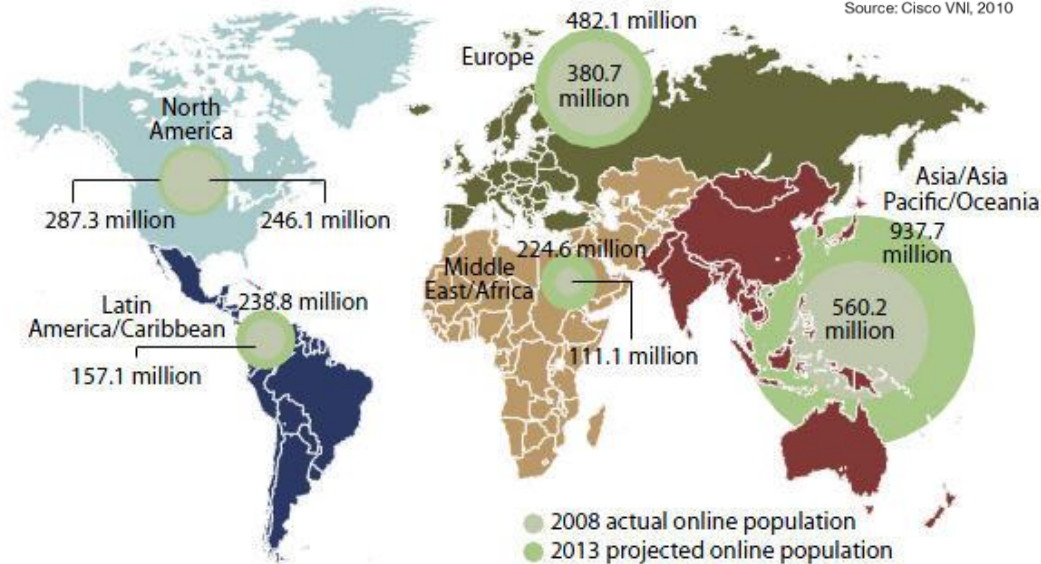 Source: Cisco VNI, 2010
482.1 million
Europe
380.7
million
North
America
287.3 million
246.1 million
Asia/Asia
Pacific/Oceania
937.7
million
560.2
million
224.6 million
Middle
East/Africa
111.1 million
Latin
America/Caribbean
238.8 million
157.1 million
2008 actual online population
2013 projected online population